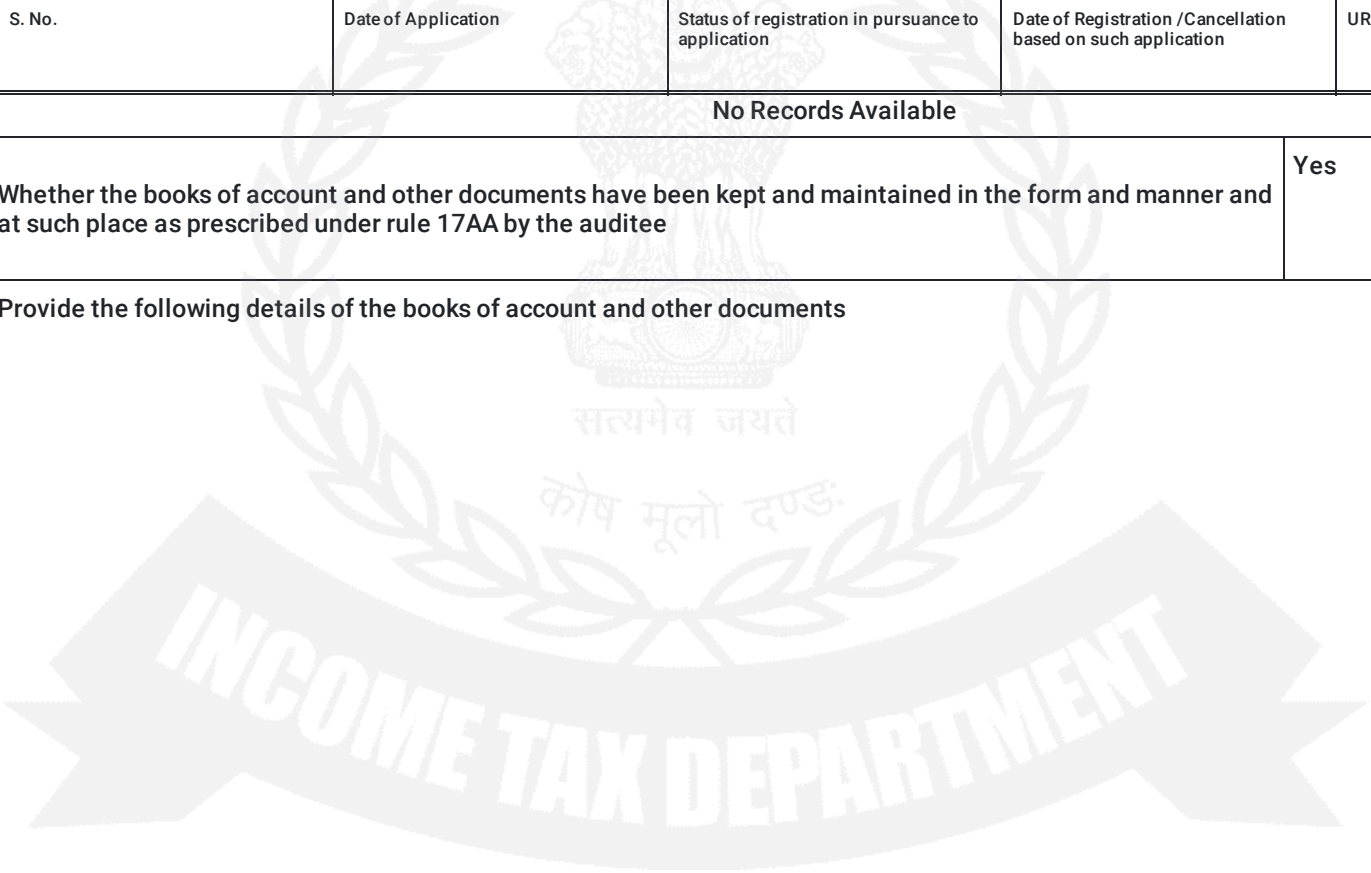 S. No.
Date of Application
Status of registration in pursuance to
application
Date of Registration /Cancellation
based on such application
UR
No Records Available
Whether the books of account and other documents have been kept and maintained in the form and manner and
at such place as prescribed under rule 17AA by the auditee
Yes
Provide the following details of the books of account and other documents
सत्यमेव जयते
कोष मूलो दण्ड:
INCOME TAX DEPARTMENT